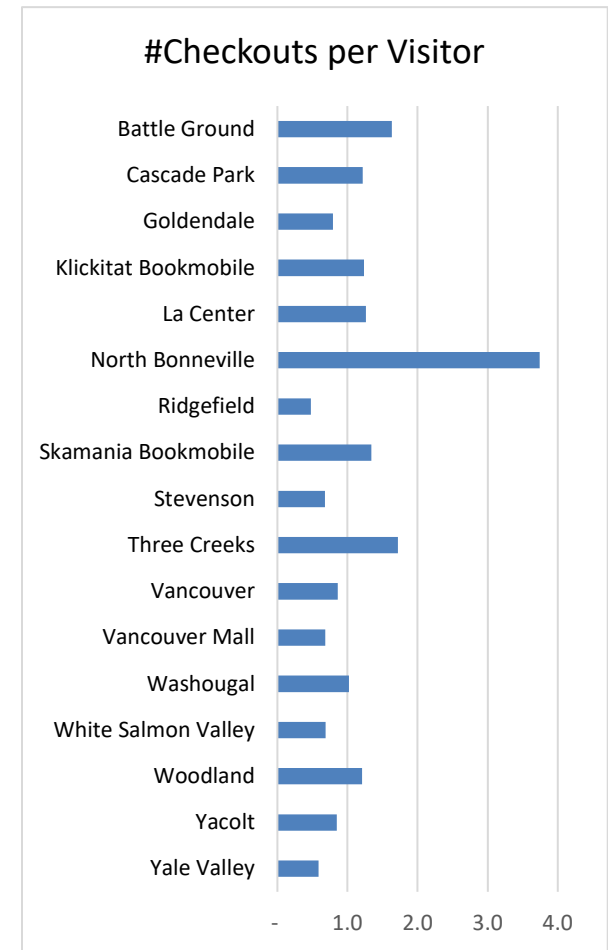 #Checkouts per Visitor
Battle Ground
Cascade Park
Goldendale
Klickitat Bookmobile
La Center
North Bonneville
Ridgefield
Skamania Bookmobile
Stevenson
Three Creeks
Vancouver
Vancouver Mall
Washougal
White Salmon Valley
Woodland
Yacolt
Yale Valley
- 1.0 2.0 3.0 4.0